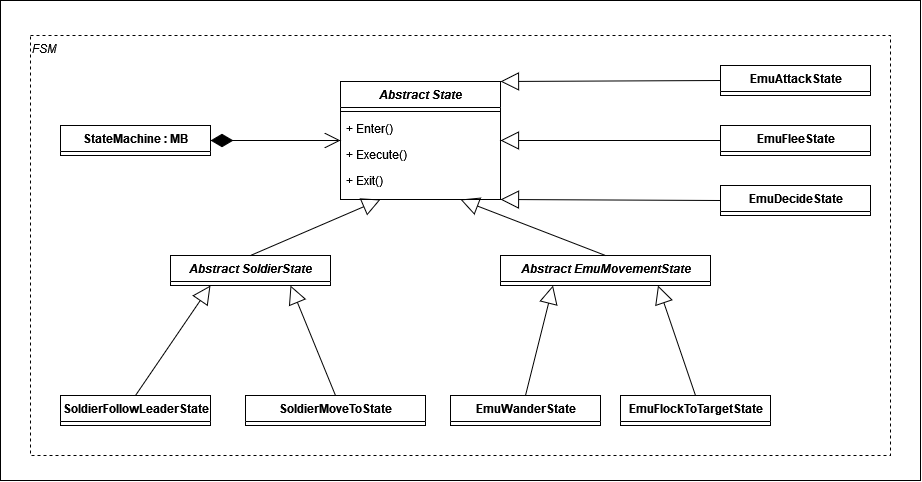 FSM
Abstract State
+ Enter()
+ Execute()
+ Exit()
EmuAttackState
StateMachine : MB
EmuFleeState
EmuDecideState
Abstract SoldierState
Abstract EmuMovementState
SoldierFollowLeaderState
SoldierMoveToState
EmuWanderState
EmuFlockToTargetState